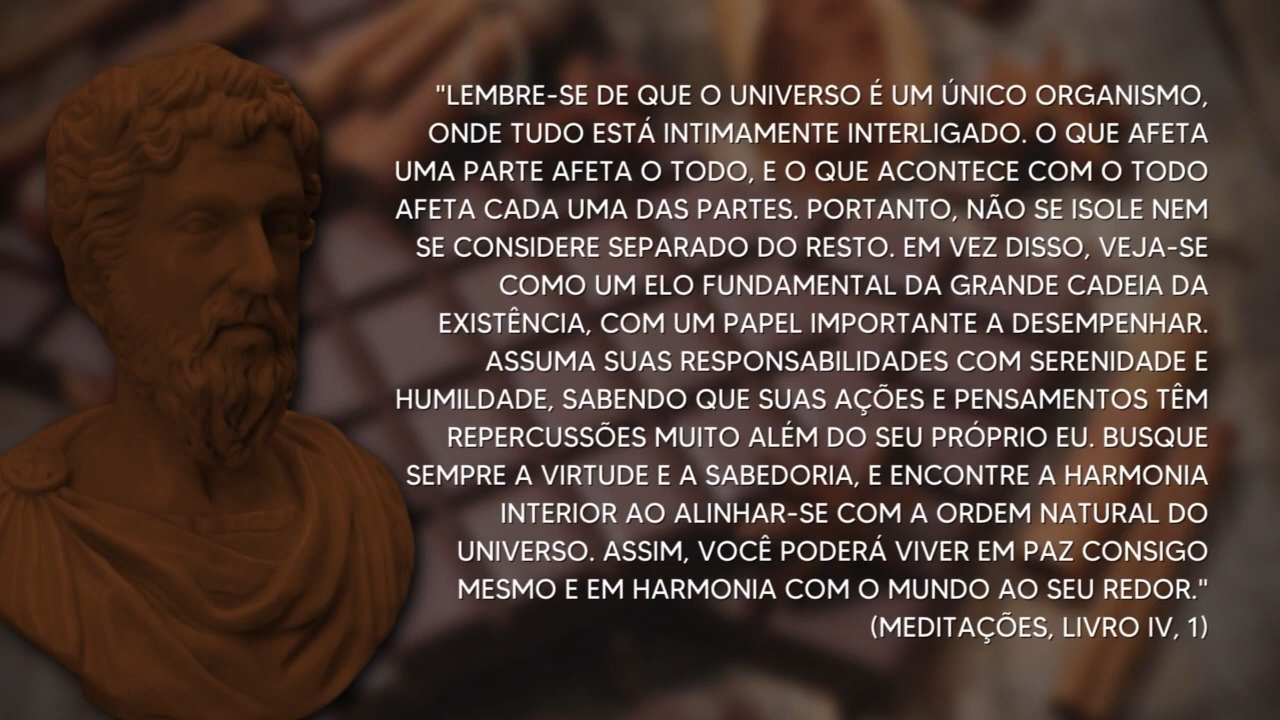 "LEMBRE-SE DE QUE O UNIVERSO É UM ÚNICO ORGANISMO,
ONDE TUDO ESTÁ INTIMAMENTE INTERLIGADO. O QUE AFETA
UMA PARTE AFETA O TODO, E O QUE ACONTECE COM O TODO
AFETA CADA UMA DAS PARTES. PORTANTO, NÃO SE ISOLE NEM
SE CONSIDERE SEPARADO DO RESTO. EM VEZ DISSO, VEJA-SE
COMO UM ELO FUNDAMENTAL DA GRANDE CADEIA DA
EXISTÊNCIA, COM UM PAPEL IMPORTANTE A DESEMPENHAR.
ASSUMA SUAS RESPONSABILIDADES COM SERENIDADE E
HUMILDADE, SABENDO QUE SUAS AÇÕES E PENSAMENTOS TÊM
REPERCUSSÕES MUITO ALÉM DO SEU PRÓPRIO EU. BUSQUE
SEMPRE A VIRTUDE E A SABEDORIA, E ENCONTRE A HARMONIA
INTERIOR AO ALINHAR-SE COM A ORDEM NATURAL DO
UNIVERSO. ASSIM, VOCÊ PODERÁ VIVER EM PAZ CONSIGO
MESMO E EM HARMONIA COM O MUNDO AO SEU REDOR."
(MEDITAÇÕES, LIVRO IV, 1)